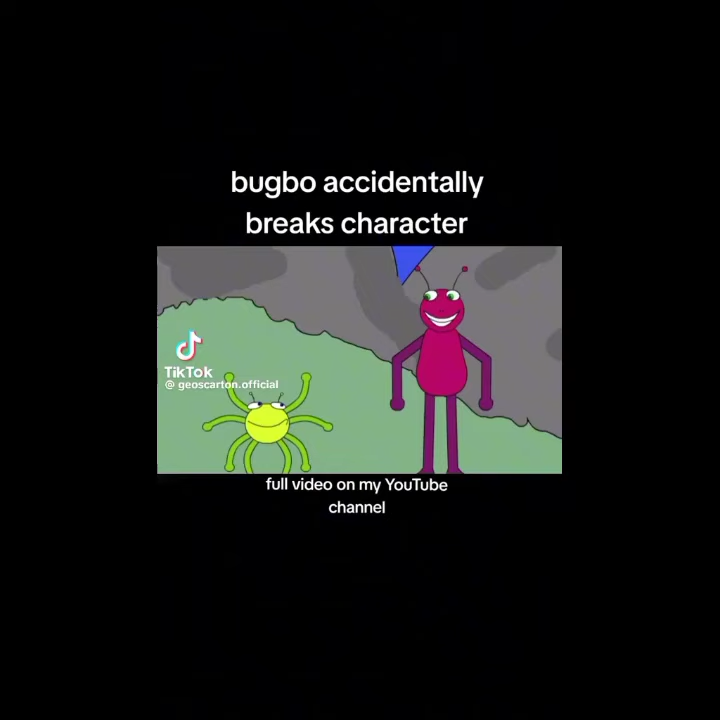 bugbo accidentally
breaks character
TikTok
@ geoscarton.official
full video on my YouTube
channel